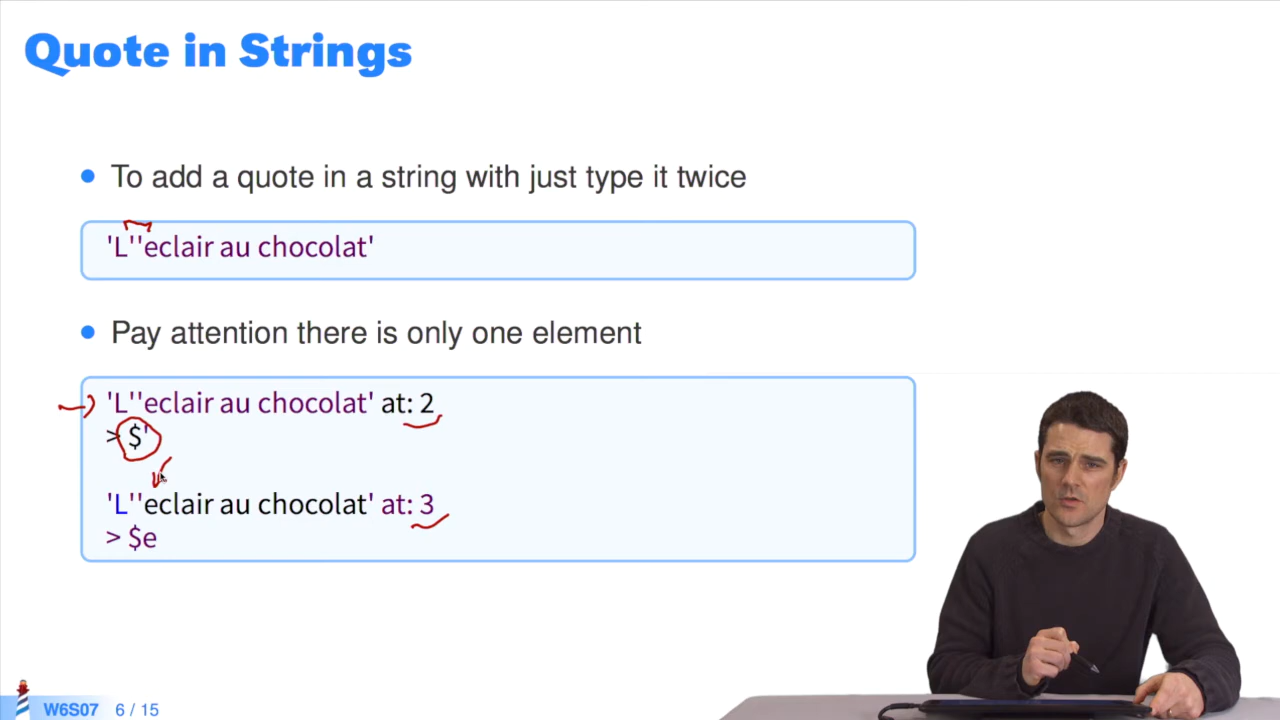 Quote in Strings
To add a quote in a string with just type it twice
'L''eclair au chocolat'
Pay attention there is only one element
'L''eclair au chocolat' at: 2
> $'
'L''eclair au chocolat' at: 3
> $e
W6S07 6 / 15